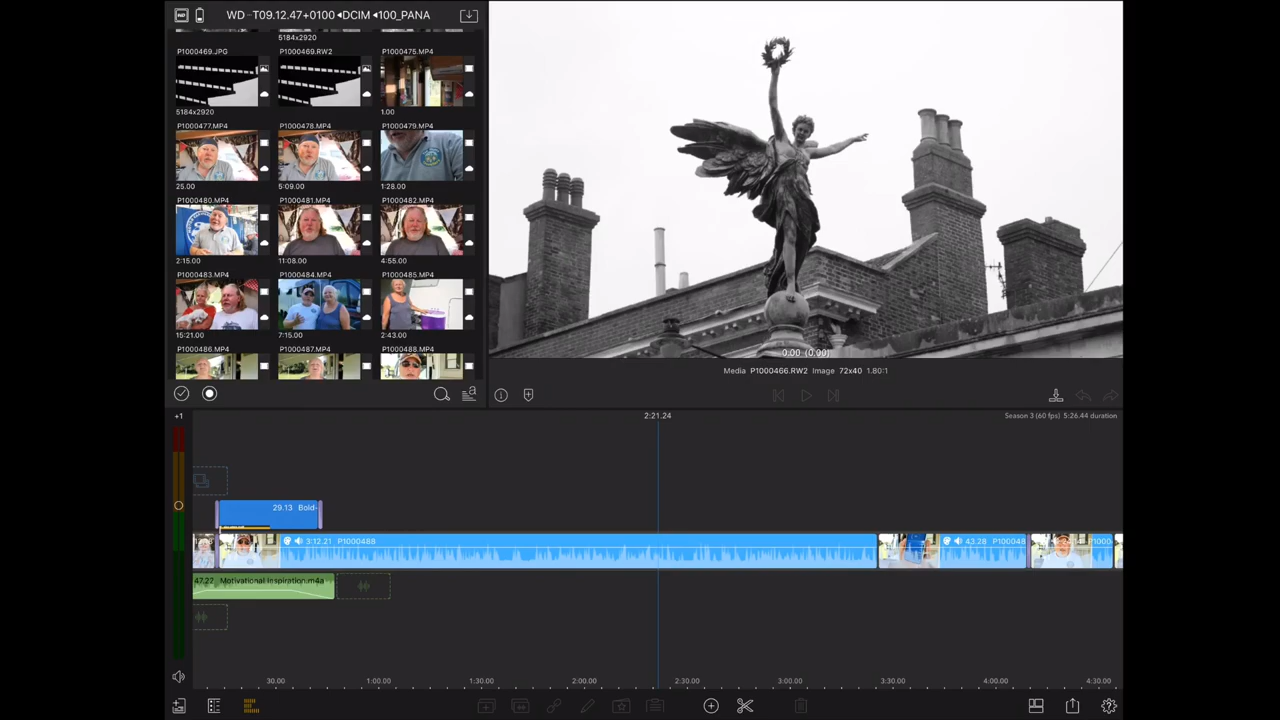 WD -T09.12.47+0100 ◂DCIM ◂100_PANA
5184x2920
P1000469.JPG P1000469.RW2 P1000475.MP4
5184x2920 1.00
P1000477.MP4 P1000478.MP4 P1000479.MP4
25.00 5:09.00 1:28.00
P1000480.MP4 P1000481.MP4 P1000482.MP4
2:15.00 11:08.00 4:55.00
P1000483.MP4 P1000484.MP4 P1000485.MP4
15:21.00 7:15.00 2:43.00
P1000486.MP4 P1000487.MP4 P1000488.MP4
0:00 (0.00)
Media P1000466.RW2 Image 72x40 1.80:1
+1 2:21.24 Season 3 (60 fps) 5:26.44 duration
29.13 Bold-
3:12.21 P1000488 43.28 P100048
47.22 Motivational inspiration.m4a
30.00 1:00.00 1:30.00 2:00.00 2:30.00 3:00.00 3:30.00 4:00.00 4:30.00